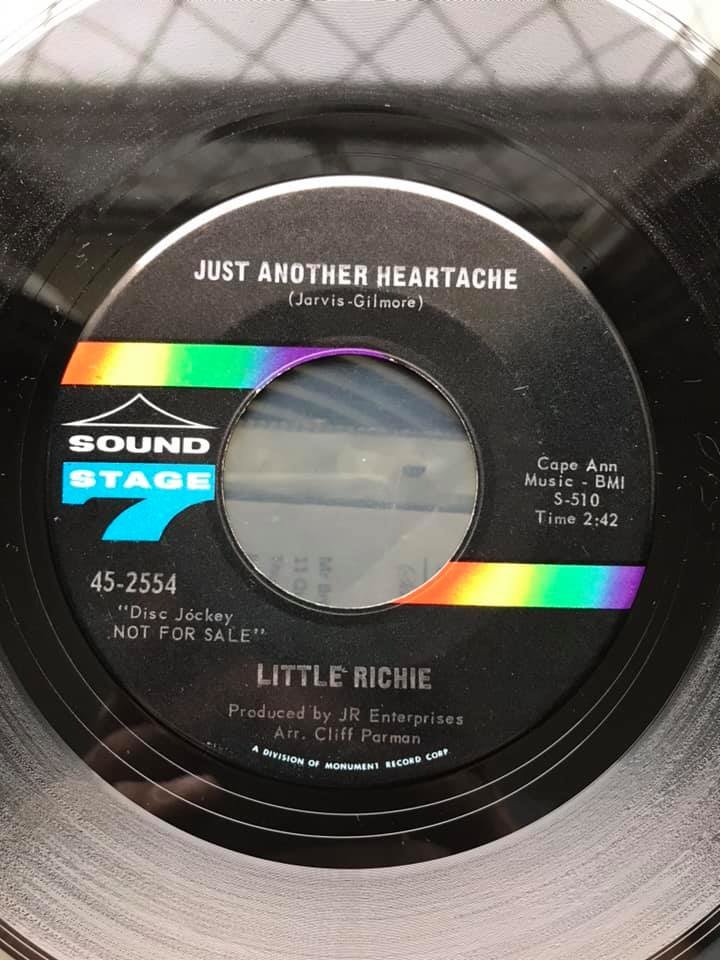 JUST ANOTHER HEARTACHE
(Jarvis-Gilmore)
SOUND
STAGE
7
Cape Ann
Music - BMI
S-510
Time 2:42
45-2554
"Disc Jockey
NOT FOR SALE"
LITTLE RICHIE
Produced by JR Enterprises
Arr. Cliff Parman
A DIVISION OF MONUMENT RECORD CORP.